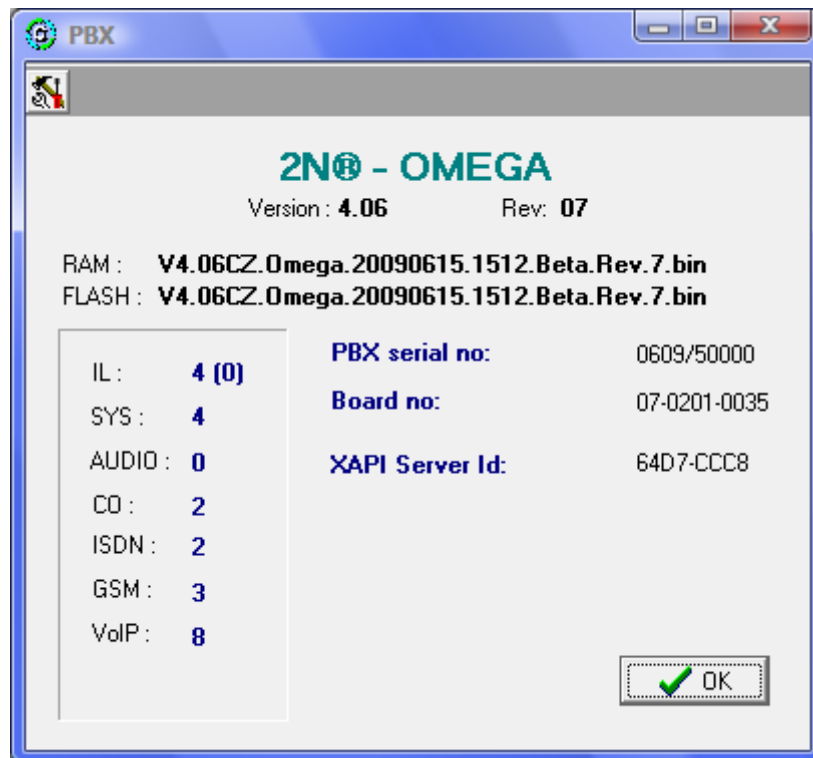 PBX
2N® - OMEGA
Version : 4.06 Rev: 07
RAM : V4.06CZ.Omega.20090615.1512.Beta.Rev.7.bin
FLASH : V4.06CZ.Omega.20090615.1512.Beta.Rev.7.bin
IL : 4 (0)
SYS : 4
AUDIO : 0
CO : 2
ISDN : 2
GSM : 3
VoIP : 8
PBX serial no: 0609/50000
Board no: 07-0201-0035
XAPI Server Id: 64D7-CCC8
OK